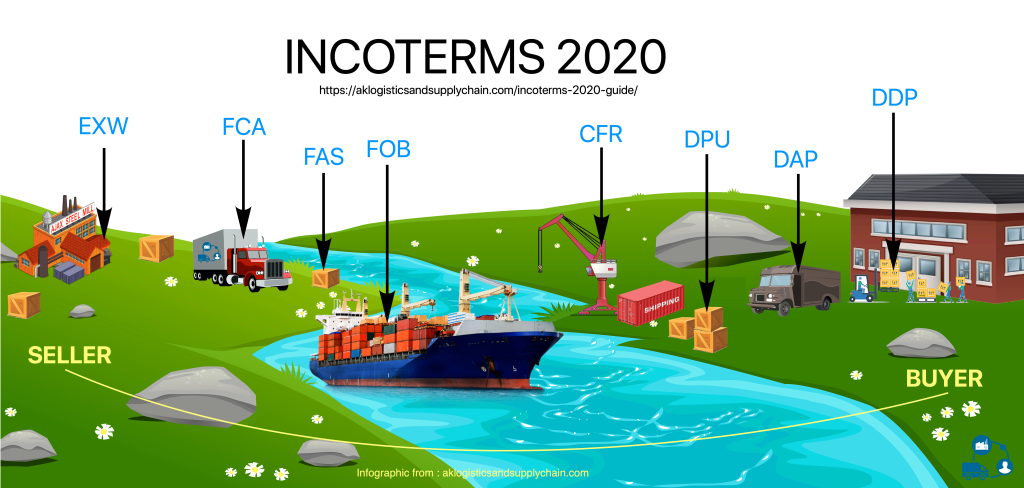 INCOTERMS 2020
https://aklogisticsandsupplychain.com/incoterms-2020-guide/
EXW
FCA
FAS
FOB
CFR
DPU
DAP
DDP
AJAX STEEL MILL
SHIPPING
SELLER
BUYER
Infographic from : aklogisticsandsupplychain.com